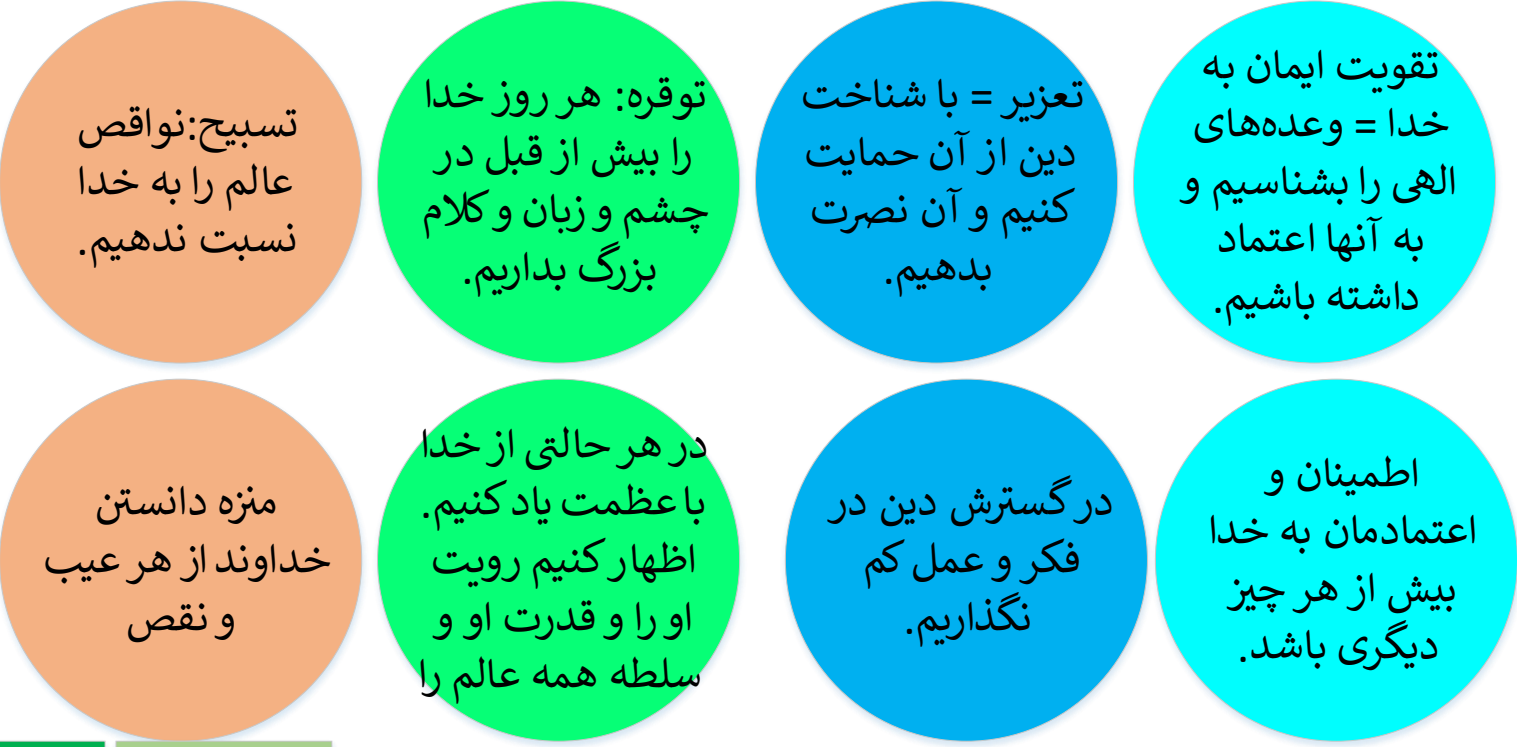 تقویت ایمان به
خدا = وعده‌های
الهی را بشناسیم و
به آنها اعتماد
داشته باشیم.
تعزیر = با شناخت
دین از آن حمایت
کنیم و آن نصرت
بدهیم.
توقره: هر روز خدا
را بیش از قبل در
چشم و زبان و کلام
بزرگ بداریم.
تسبیح:نواقص
عالم را به خدا
نسبت ندهیم.
اطمینان و
اعتمادمان به خدا
بیش از هر چیز
دیگری باشد.
در گسترش دین در
فکر و عمل کم
نگذاریم.
در هر حالتی از خدا
با عظمت یاد کنیم.
اظهار کنیم رویت
او را و قدرت او و
سلطه همه عالم را
منزه دانستن
خداوند از هر عیب
و نقص